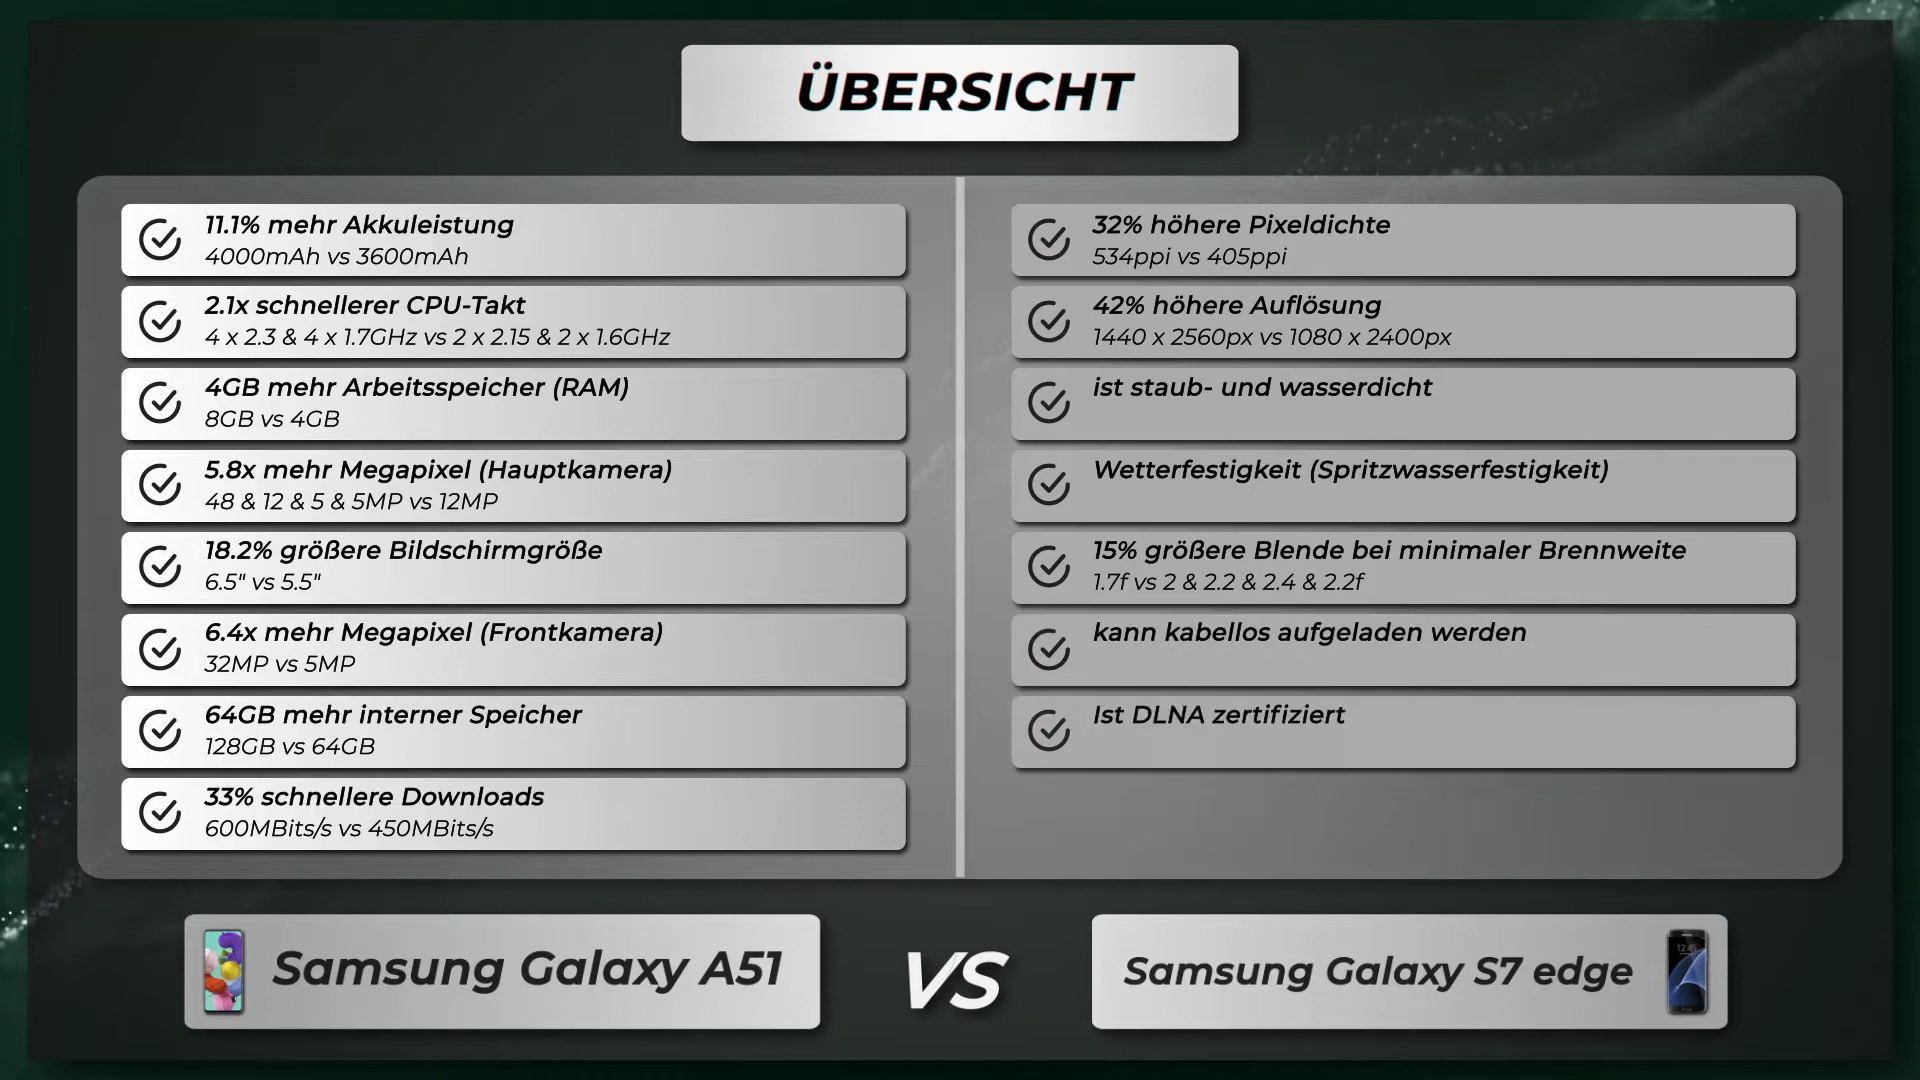 ÜBERSICHT
11.1% mehr Akkuleistung
4000mAh vs 3600mAh
2.1x schnellerer CPU-Takt
4 x 2.3 & 4 x 1.7GHz vs 2 x 2.15 & 2 x 1.6GHz
4GB mehr Arbeitsspeicher (RAM)
8GB vs 4GB
5.8x mehr Megapixel (Hauptkamera)
48 & 12 & 5 & 5MP vs 12MP
18.2% größere Bildschirmgröße
6.5" vs 5.5"
6.4x mehr Megapixel (Frontkamera)
32MP vs 5MP
64GB mehr interner Speicher
128GB vs 64GB
33% schnellere Downloads
600MBits/s vs 450MBits/s
32% höhere Pixeldichte
534ppi vs 405ppi
42% höhere Auflösung
1440 x 2560px vs 1080 x 2400px
ist staub- und wasserdicht
Wetterfestigkeit (Spritzwasserfestigkeit)
15% größere Blende bei minimaler Brennweite
1.7f vs 2 & 2.2 & 2.4 & 2.2f
kann kabellos aufgeladen werden
Ist DLNA zertifiziert
Samsung Galaxy A51
VS
Samsung Galaxy S7 edge
12:45